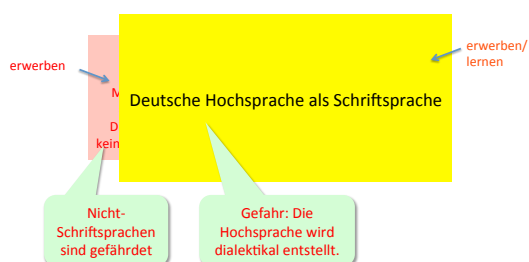 erwerben
erwerben/
lernen
Deutsche Hochsprache als Schriftsprache
Nicht-
Schriftsprachen
sind gefährdet
Gefahr: Die
Hochsprache wird
dialektikal entstellt.